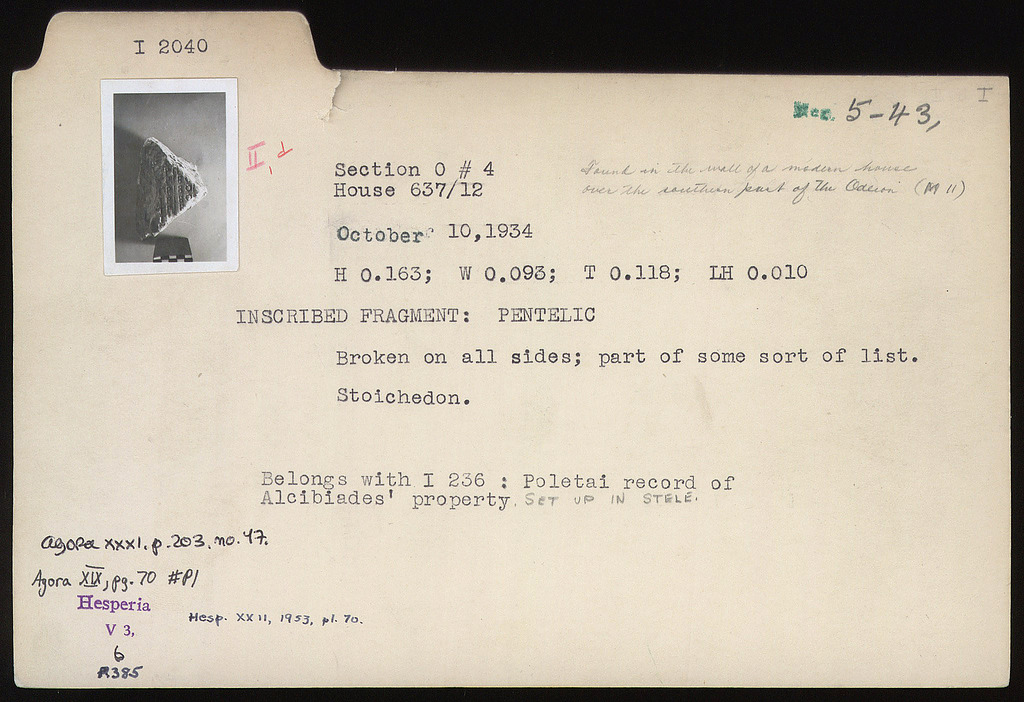 I 2040
I
Dec. 5-43,
II, d
Section O # 4
House 637/12
Found in the wall of a modern house
over the southern part of the Odeion (M 11)
October 10,1934
H 0.163; W 0.093; T 0.118; LH 0.010
INSCRIBED FRAGMENT: PENTELIC
Broken on all sides; part of some sort of list.
Stoichedon.
Belongs with I 236 : Poletai record of
Alcibiades' property. SET UP IN STELE.
Agora XXXI. p. 203, no. 47.
Agora XIX, pg. 70 #P1
Hesperia
V 3,
6
P.385
Hesp. XXII, 1953, pl. 70.